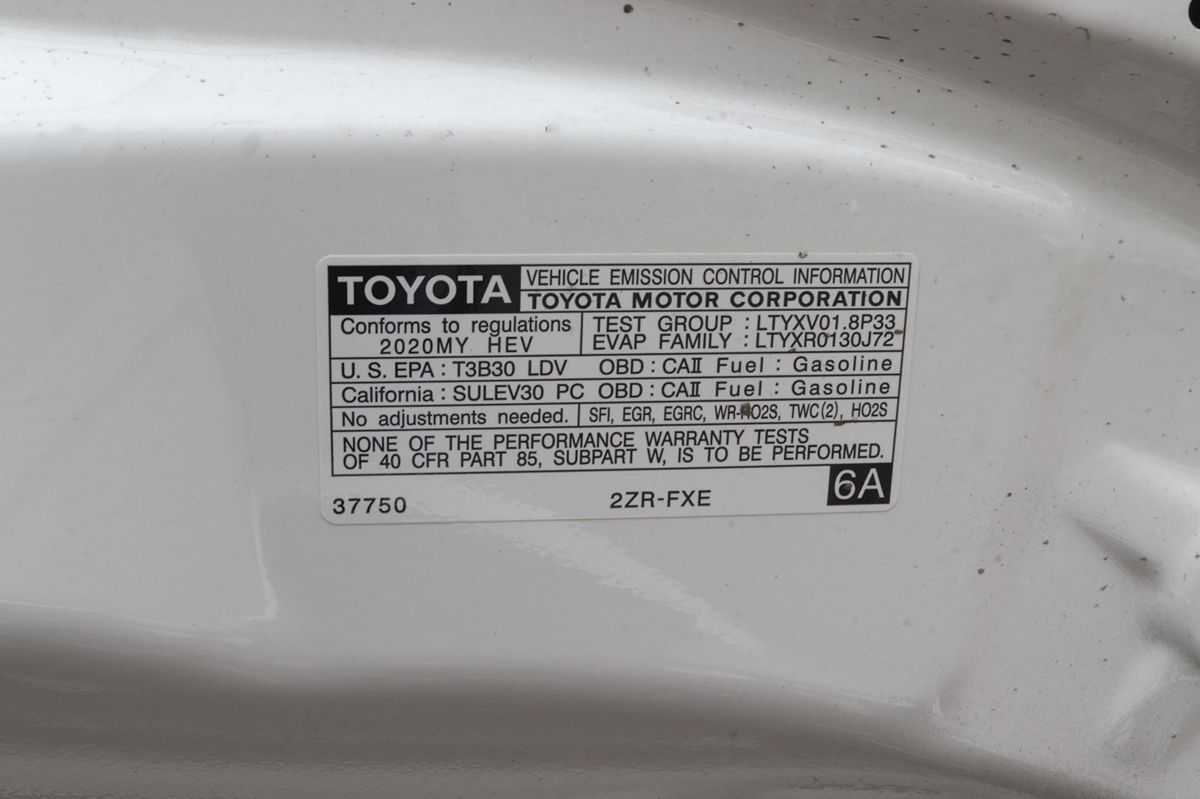 TOYOTA VEHICLE EMISSION CONTROL INFORMATION
TOYOTA MOTOR CORPORATION
Conforms to regulations
2020MY HEV
TEST GROUP : LTYXV01.8P33
EVAP FAMILY : LTYXR0130J72
U. S. EPA : T3B30 LDV OBD : CAⅡ Fuel : Gasoline
California : SULEV30 PC OBD : CAⅡ Fuel : Gasoline
No adjustments needed. SFI, EGR, EGRC, WR-HO2S, TWC(2), HO2S
NONE OF THE PERFORMANCE WARRANTY TESTS
OF 40 CFR PART 85, SUBPART W, IS TO BE PERFORMED.
37750 2ZR-FXE 6A